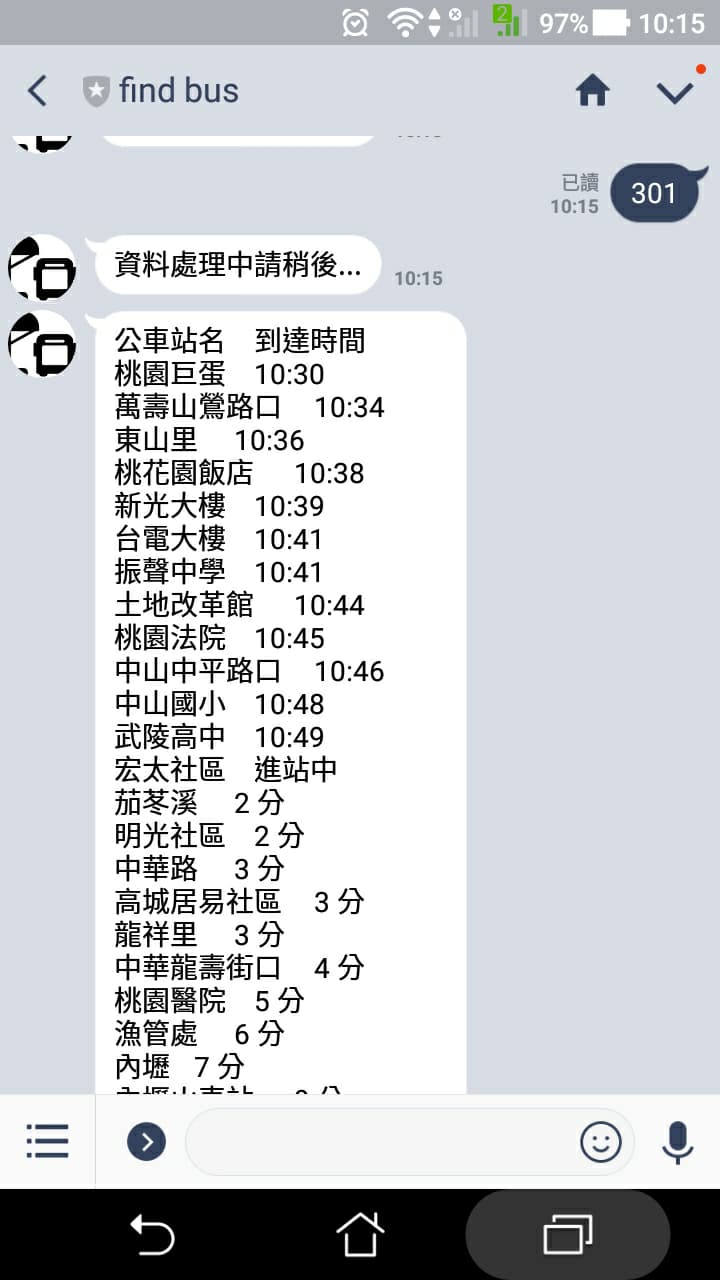 2
97%
10:15
find bus
已讀
10:15
301
資料處理中請稍後...
10:15
公車站名 到達時間
桃園巨蛋 10:30
萬壽山鶯路口 10:34
東山里 10:36
桃花園飯店 10:38
新光大樓 10:39
台電大樓 10:41
振聲中學 10:41
土地改革館 10:44
桃園法院 10:45
中山中平路口 10:46
中山國小 10:48
武陵高中 10:49
宏太社區 進站中
茄苳溪 2 分
明光社區 2 分
中華路 3 分
高城居易社區 3 分
龍祥里 3 分
中華龍壽街口 4 分
桃園醫院 5 分
漁管處 6 分
內壢 7 分